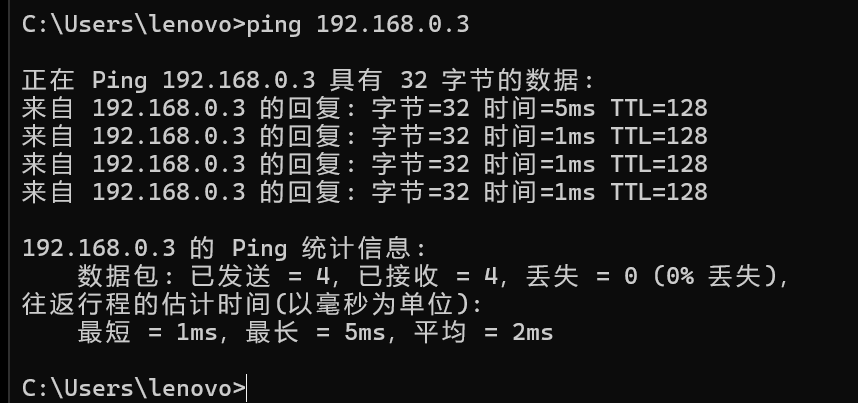 C:\Users\lenovo>ping 192.168.0.3
正在 Ping 192.168.0.3 具有 32 字节的数据:
来自 192.168.0.3 的回复: 字节=32 时间=5ms TTL=128
来自 192.168.0.3 的回复: 字节=32 时间=1ms TTL=128
来自 192.168.0.3 的回复: 字节=32 时间=1ms TTL=128
来自 192.168.0.3 的回复: 字节=32 时间=1ms TTL=128
192.168.0.3 的 Ping 统计信息:
数据包: 已发送 = 4, 已接收 = 4, 丢失 = 0 (0% 丢失),
往返行程的估计时间(以毫秒为单位):
最短 = 1ms, 最长 = 5ms, 平均 = 2ms
C:\Users\lenovo>